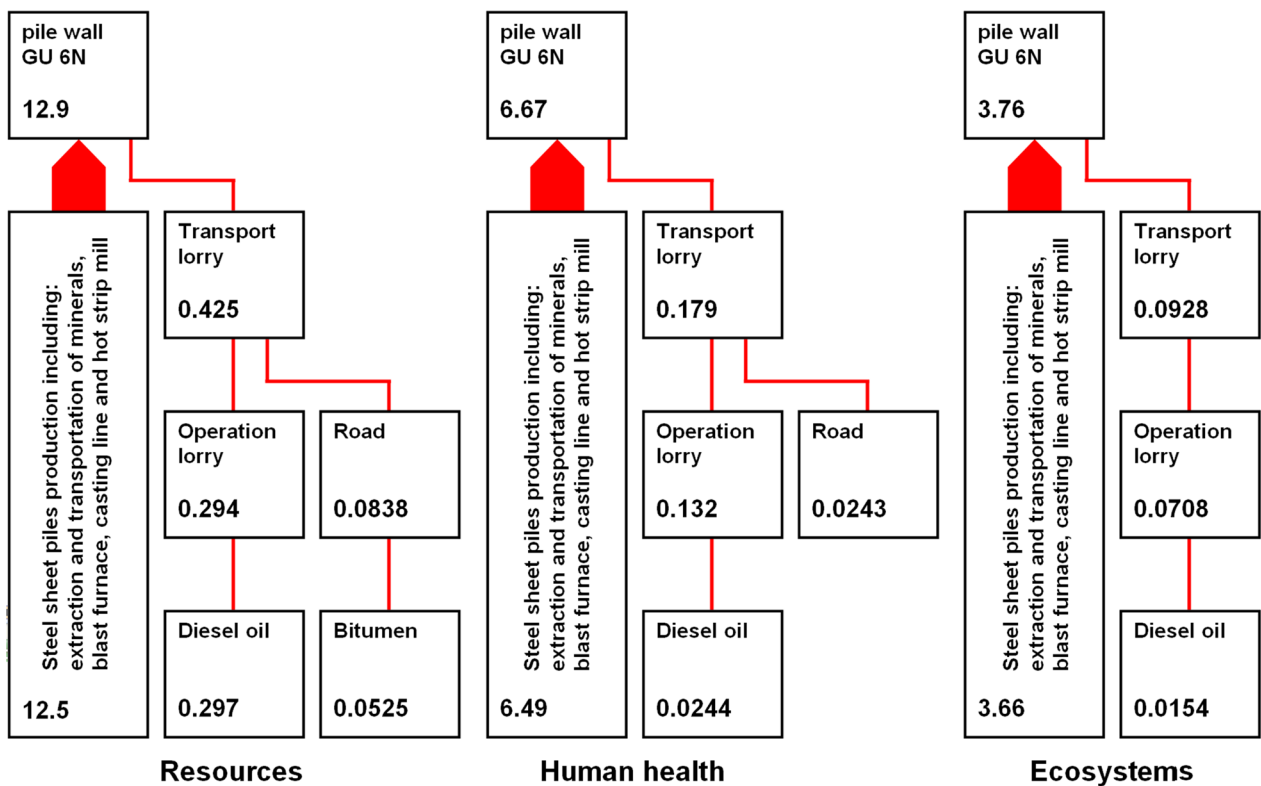 pile wall
GU 6N
12.9
Steel sheet piles production including:
extraction and transportation of minerals,
blast furnace, casting line and hot strip mill
12.5
Transport
lorry
0.425
Operation
lorry
0.294
Road
0.0838
Diesel oil
0.297
Bitumen
0.0525
Resources
pile wall
GU 6N
6.67
Steel sheet piles production including:
extraction and transportation of minerals,
blast furnace, casting line and hot strip mill
6.49
Transport
lorry
0.179
Operation
lorry
0.132
Road
0.0243
Diesel oil
0.0244
Human health
pile wall
GU 6N
3.76
Steel sheet piles production including:
extraction and transportation of minerals,
blast furnace, casting line and hot strip mill
3.66
Transport
lorry
0.0928
Operation
lorry
0.0708
Diesel oil
0.0154
Ecosystems